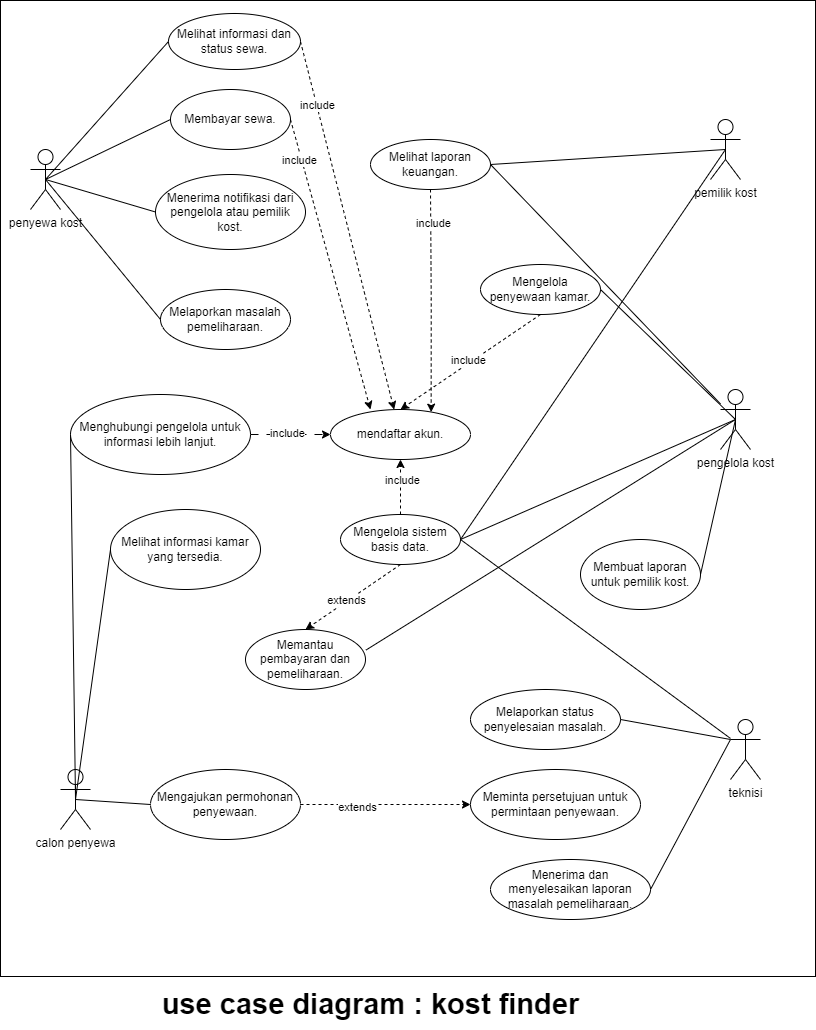 Melihat informasi dan
status sewa.
include
Membayar sewa.
include
penyewa kost
Menerima notifikasi dari
pengelola atau pemilik
kost.
Melaporkan masalah
pemeliharaan.
Melihat laporan
keuangan.
pemilik kost
include
Mengelola
penyewaan kamar.
include
Menghubungi pengelola untuk
informasi lebih lanjut.
include
mendaftar akun.
pengelola kost
include
Melihat informasi kamar
yang tersedia.
Mengelola sistem
basis data.
Membuat laporan
untuk pemilik kost.
extends
Memantau
pembayaran dan
pemeliharaan.
Melaporkan status
penyelesaian masalah.
teknisi
calon penyewa
Mengajukan permohonan
penyewaan.
extends
Meminta persetujuan untuk
permintaan penyewaan.
Menerima dan
menyelesaikan laporan
masalah pemeliharaan.
use case diagram : kost finder